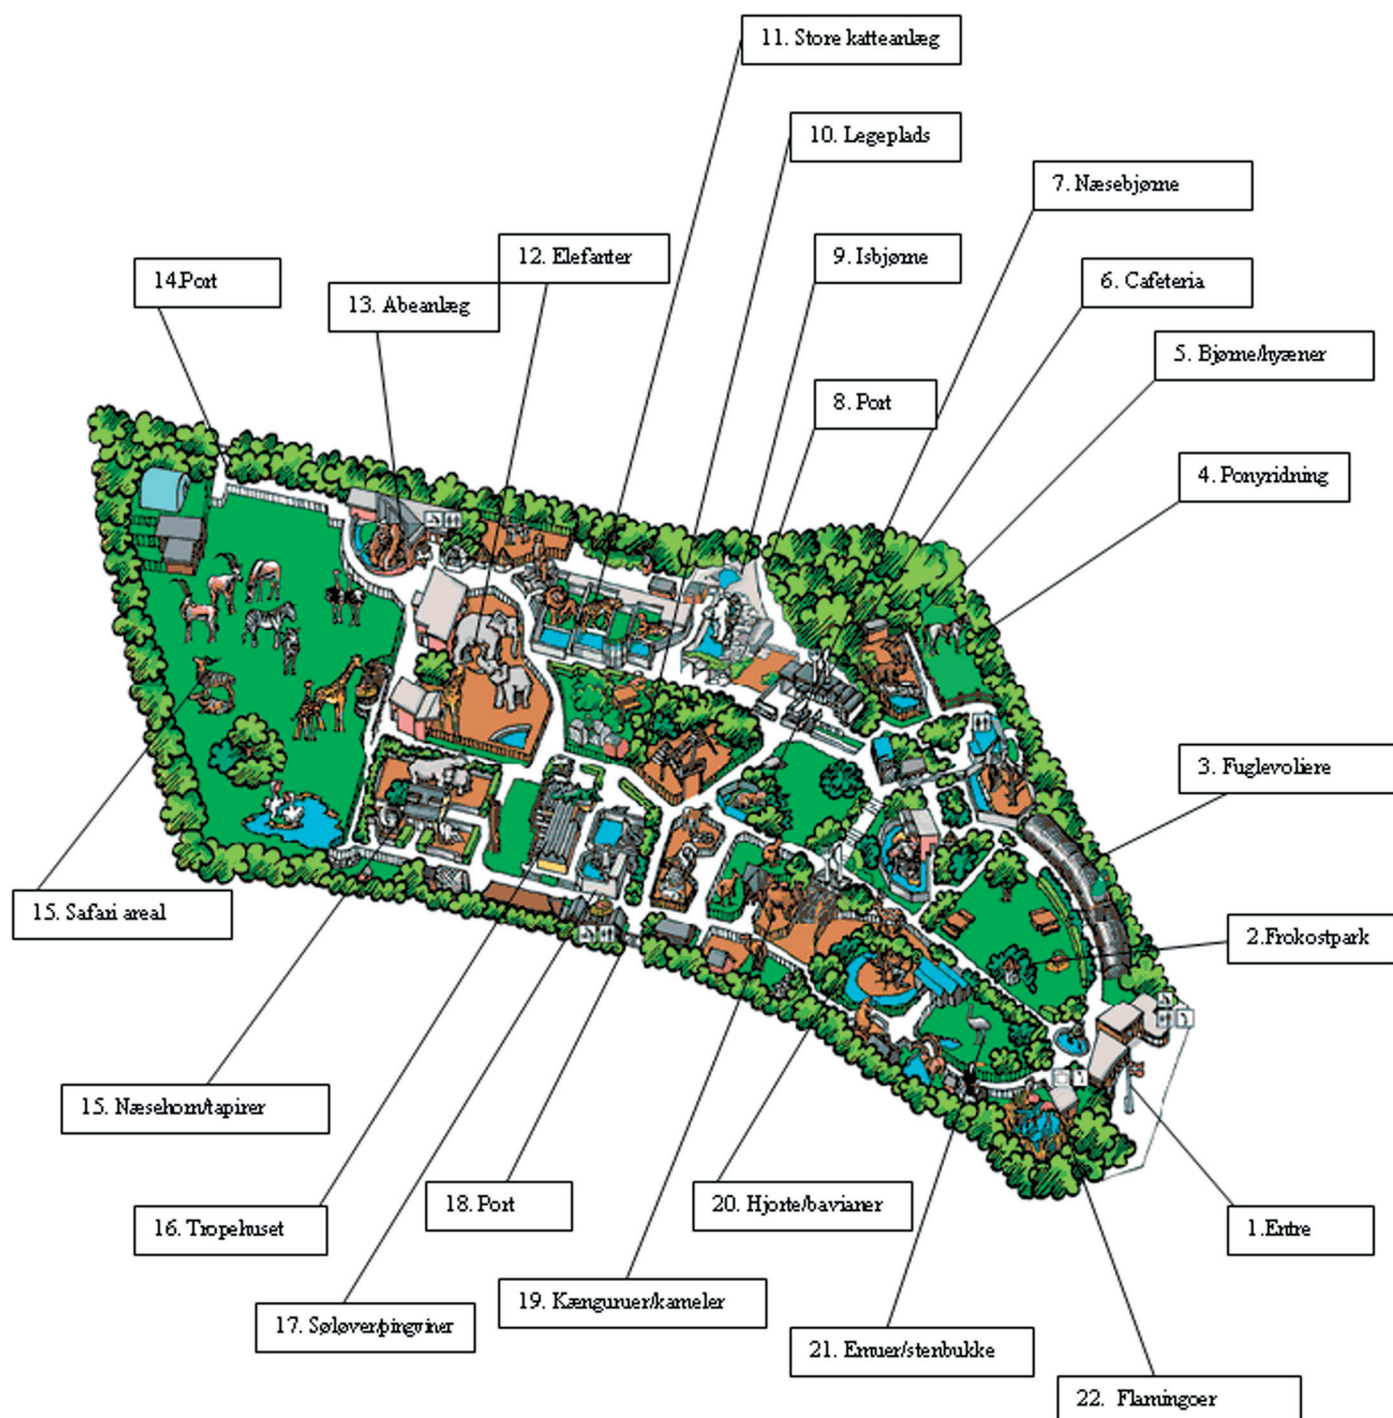 11. Store katteanlæg
10. Legeplads
7. Næsebjørne
12. Elefanter
9. Isbjørne
14.Port
6. Cafeteria
13. Abeanlæg
5. Bjørne/hyæner
8. Port
4. Ponyridning
3. Fuglevoliere
15. Safari areal
2.Frokostpark
15. Næsehorn/tapirer
18. Port
20. Hjorte/bavianer
16. Tropehuset
1.Entre
19. Kænguruer/kameler
17. Søløver/pingviner
21. Emuer/stenbukke
22. Flamingoer